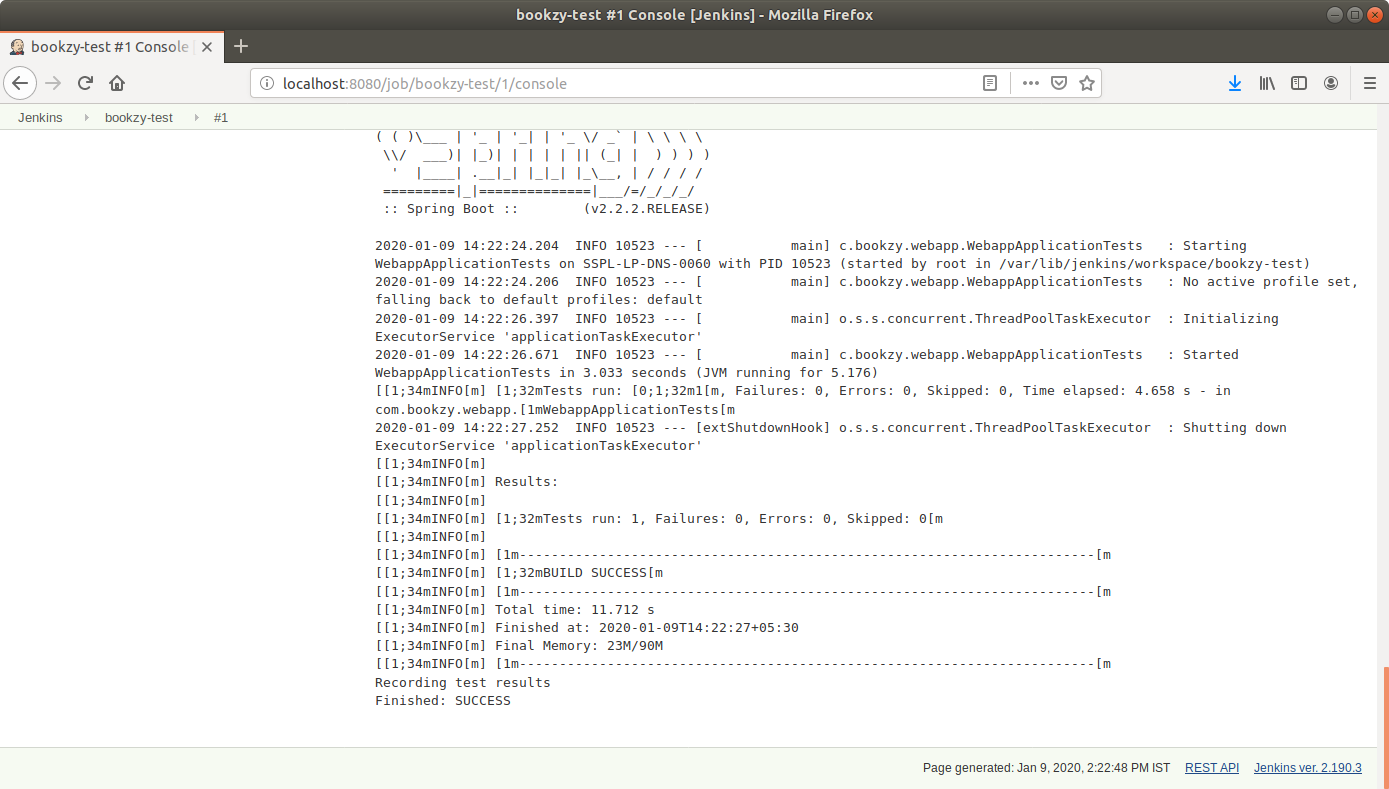 bookzy-test #1 Console [Jenkins] - Mozilla Firefox
bookzy-test #1 Console
localhost:8080/job/bookzy-test/1/console
Jenkins bookzy-test #1
( ( )\___ | '_ | '_| | '_ \/ _` | \ \ \ \
 \\/  ___)| |_)| | | | | || (_| |  ) ) ) )
  '  |____| .__|_| |_|_| |_\__, | / / / /
 =========|_|==============|___/=/_/_/_/
 :: Spring Boot ::        (v2.2.2.RELEASE)
2020-01-09 14:22:24.204  INFO 10523 --- [           main] c.bookzy.webapp.WebappApplicationTests   : Starting
WebappApplicationTests on SSPL-LP-DNS-0060 with PID 10523 (started by root in /var/lib/jenkins/workspace/bookzy-test)
2020-01-09 14:22:24.206  INFO 10523 --- [           main] c.bookzy.webapp.WebappApplicationTests   : No active profile set,
falling back to default profiles: default
2020-01-09 14:22:26.397  INFO 10523 --- [           main] o.s.s.concurrent.ThreadPoolTaskExecutor  : Initializing
ExecutorService 'applicationTaskExecutor'
2020-01-09 14:22:26.671  INFO 10523 --- [           main] c.bookzy.webapp.WebappApplicationTests   : Started
WebappApplicationTests in 3.033 seconds (JVM running for 5.176)
[[1;34mINFO[m] [1;32mTests run: [0;1;32m1[m, Failures: 0, Errors: 0, Skipped: 0, Time elapsed: 4.658 s - in
com.bookzy.webapp.[1mWebappApplicationTests[m
2020-01-09 14:22:27.252  INFO 10523 --- [extShutdownHook] o.s.s.concurrent.ThreadPoolTaskExecutor  : Shutting down
ExecutorService 'applicationTaskExecutor'
[[1;34mINFO[m]
[[1;34mINFO[m] Results:
[[1;34mINFO[m]
[[1;34mINFO[m] [1;32mTests run: 1, Failures: 0, Errors: 0, Skipped: 0[m
[[1;34mINFO[m]
[[1;34mINFO[m] [1m------------------------------------------------------------------------[m
[[1;34mINFO[m] [1;32mBUILD SUCCESS[m
[[1;34mINFO[m] [1m------------------------------------------------------------------------[m
[[1;34mINFO[m] Total time: 11.712 s
[[1;34mINFO[m] Finished at: 2020-01-09T14:22:27+05:30
[[1;34mINFO[m] Final Memory: 23M/90M
[[1;34mINFO[m] [1m------------------------------------------------------------------------[m
Recording test results
Finished: SUCCESS
Page generated: Jan 9, 2020, 2:22:48 PM IST REST API Jenkins ver. 2.190.3